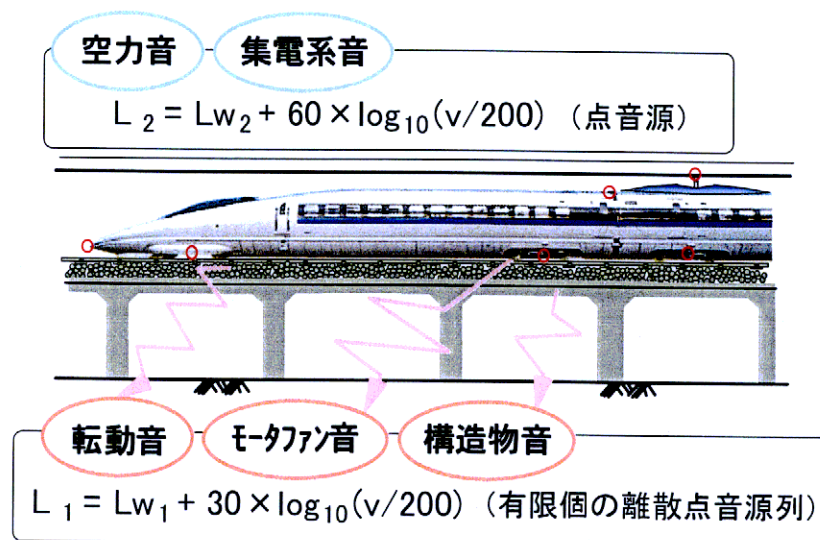 空力音 集電系音
L 2 = Lw2 + 60 × log10(v/200) (点音源)
転動音 ﾓｰﾀﾌｧﾝ音 構造物音
L 1 = Lw1 + 30 × log10(v/200) (有限個の離散点音源列)